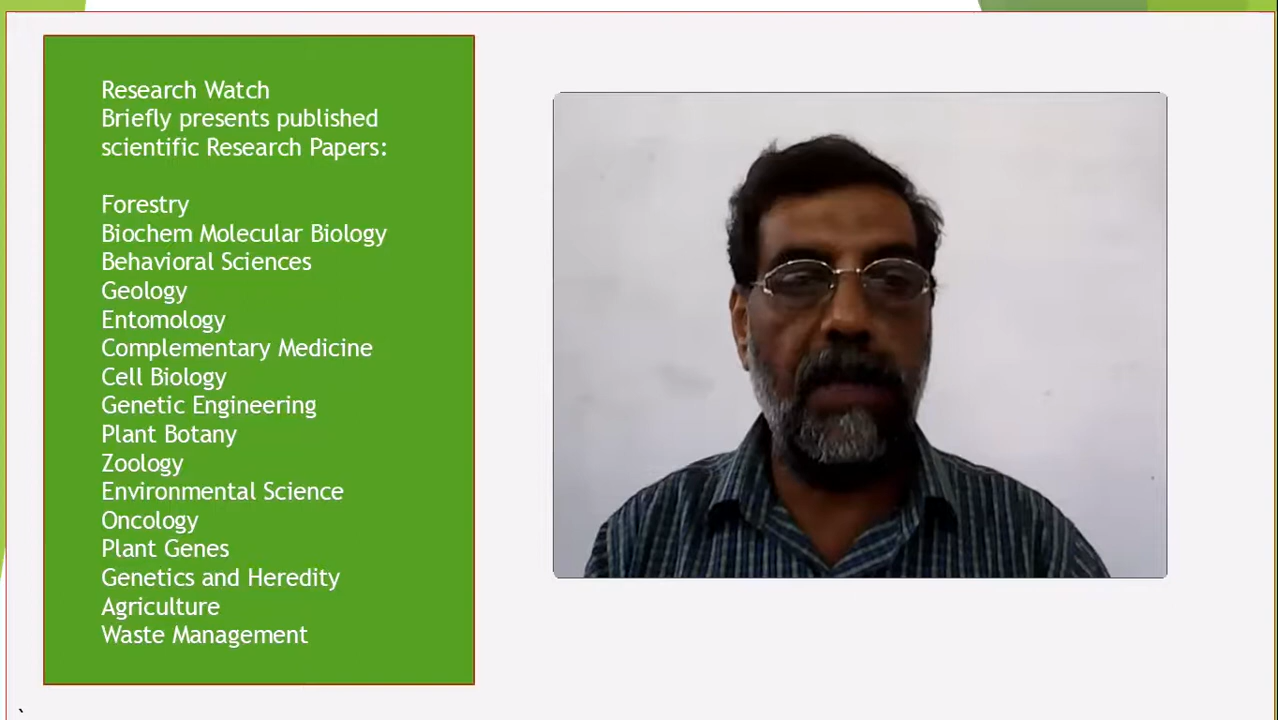 Research Watch
Briefly presents published
scientific Research Papers:
Forestry
Biochem Molecular Biology
Behavioral Sciences
Geology
Entomology
Complementary Medicine
Cell Biology
Genetic Engineering
Plant Botany
Zoology
Environmental Science
Oncology
Plant Genes
Genetics and Heredity
Agriculture
Waste Management
`